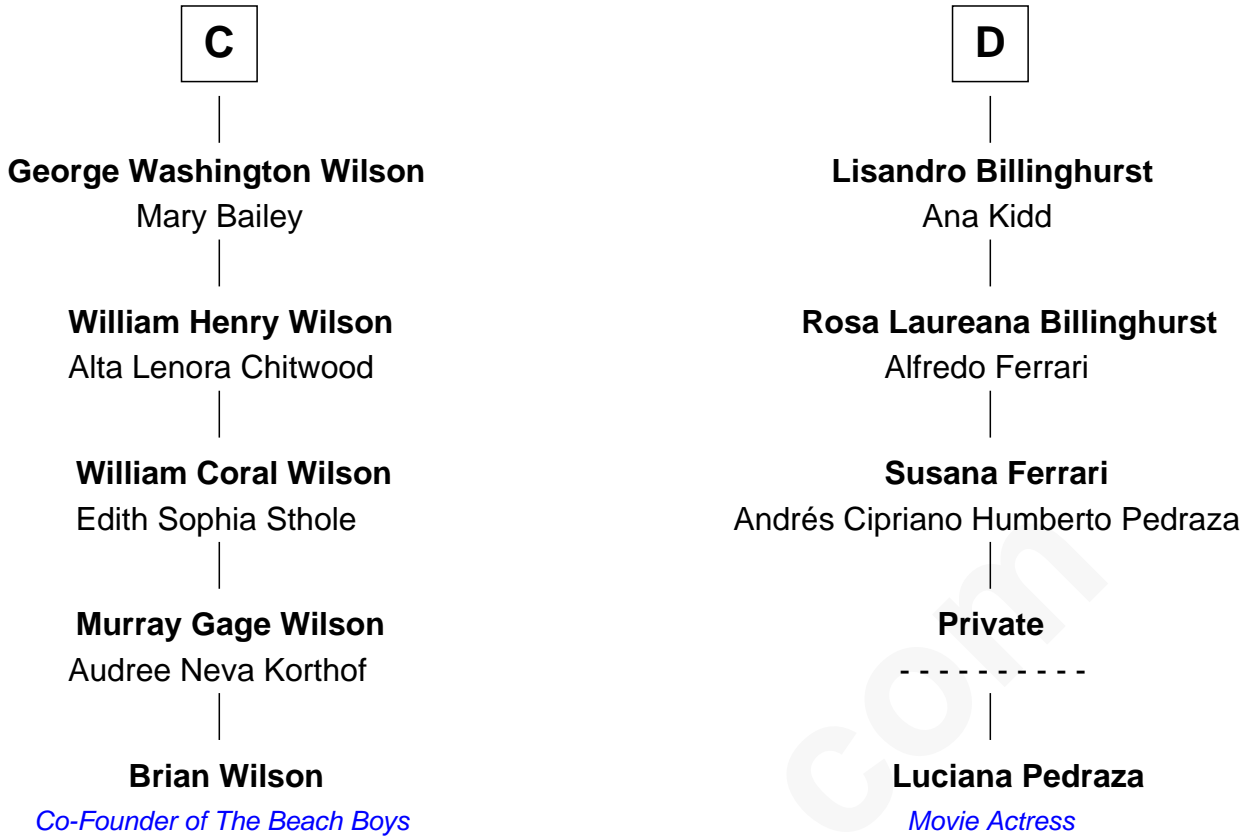 C
George Washington Wilson
Mary Bailey
William Henry Wilson
Alta Lenora Chitwood
William Coral Wilson
Edith Sophia Sthole
Murray Gage Wilson
Audree Neva Korthof
Brian Wilson
Co-Founder of The Beach Boys
D
Lisandro Billinghurst
Ana Kidd
Rosa Laureana Billinghurst
Alfredo Ferrari
Susana Ferrari
Andrés Cipriano Humberto Pedraza
Private
- - - - - - - - - -
Luciana Pedraza
Movie Actress
com